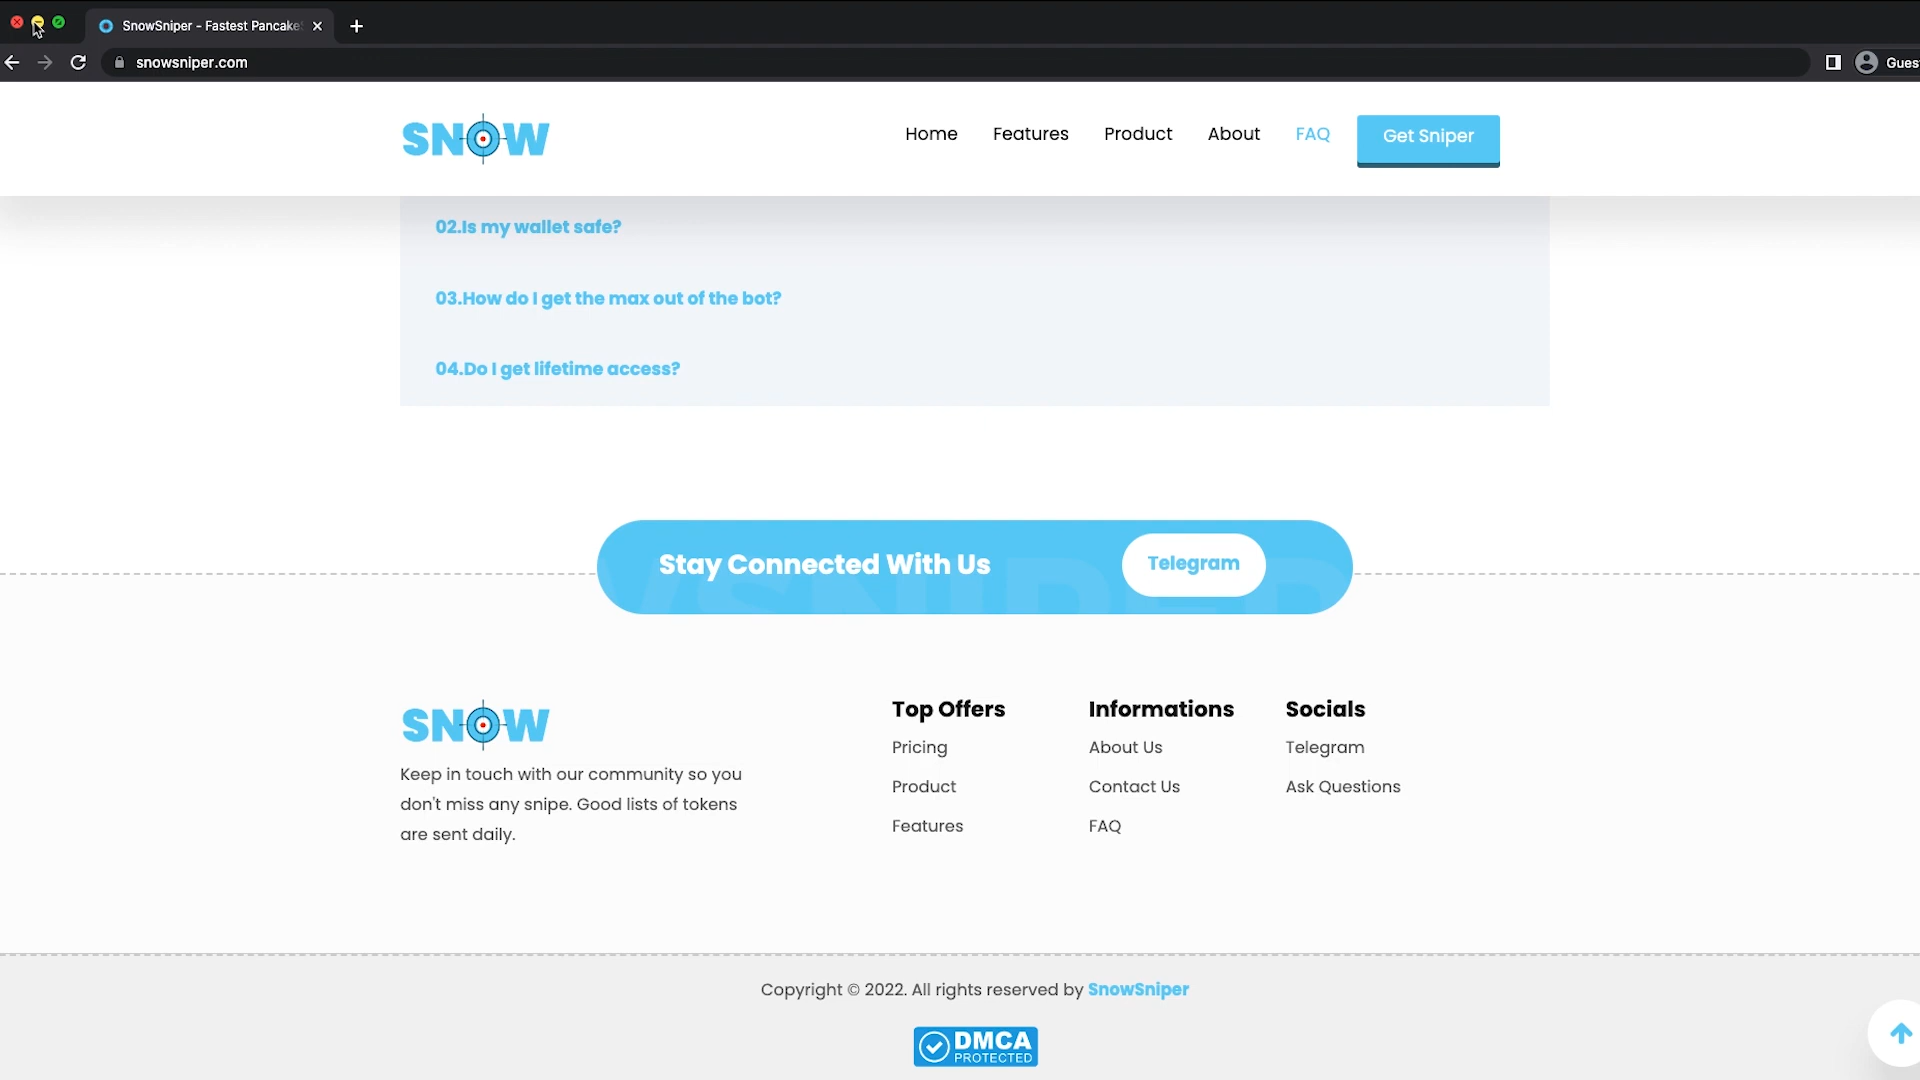 SnowSniper - Fastest Pancake
snowsniper.com
Gues
SNOW
Home
Features
Product
About
FAQ
Get Sniper
02.Is my wallet safe?
03.How do I get the max out of the bot?
04.Do I get lifetime access?
Stay Connected With Us
Telegram
SNOW
Keep in touch with our community so you
don't miss any snipe. Good lists of tokens
are sent daily.
Top Offers
Pricing
Product
Features
Informations
About Us
Contact Us
FAQ
Socials
Telegram
Ask Questions
Copyright © 2022. All rights reserved by SnowSniper
DMCA
PROTECTED